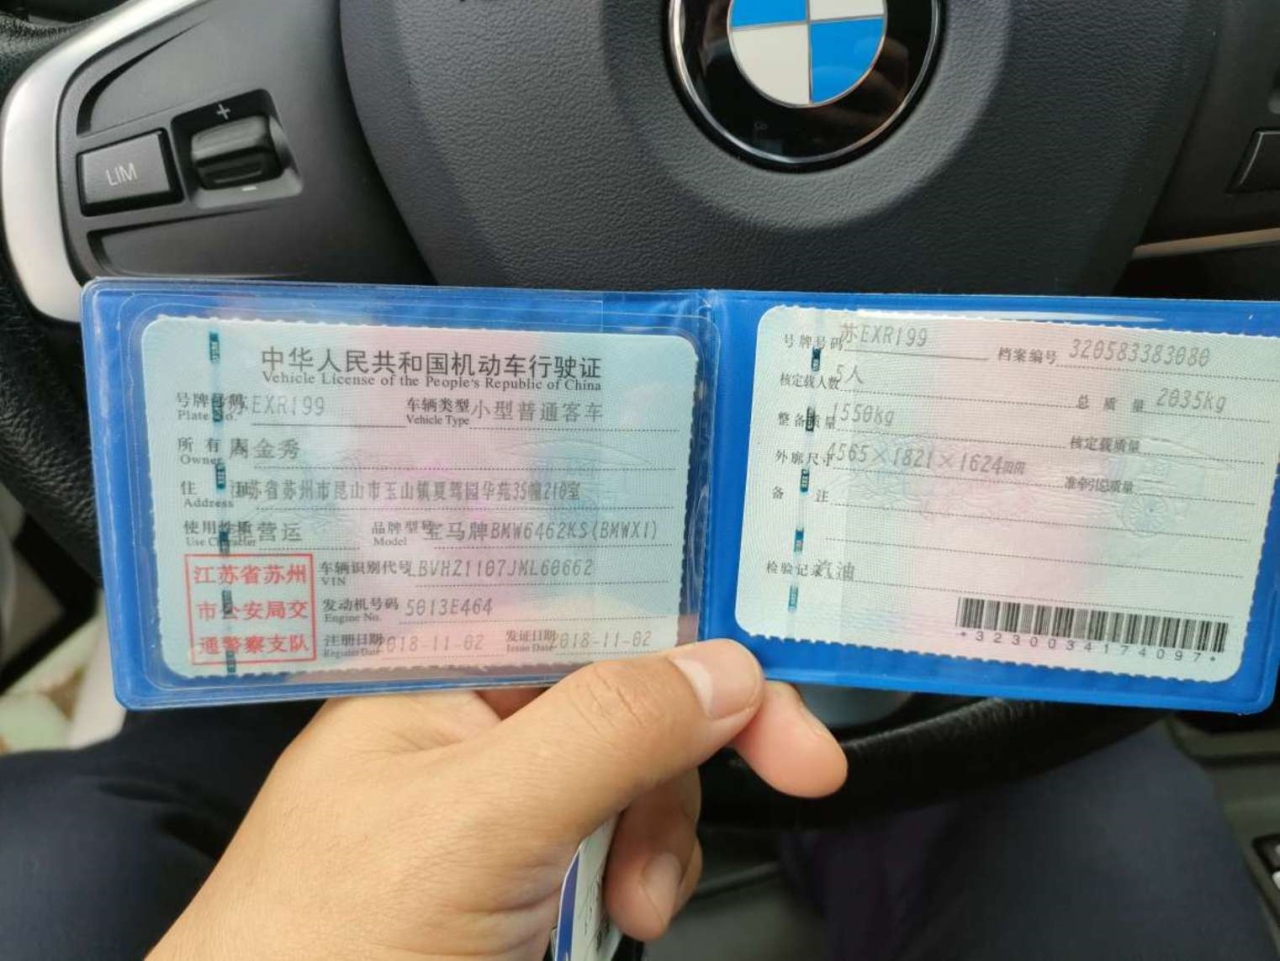 LIM
中华人民共和国机动车行驶证
Vehicle License of the People's Republic of China
号牌号码 苏EXR199 车辆类型 小型普通客车
Plate No. Vehicle Type
所有人 周金秀
Owner
住址 江苏省苏州市昆山市玉山镇夏驾园华苑35幢210室
Address
使用性质 非营运 品牌型号 宝马牌BMW6462KS(BMWX1)
Use Character Model
江苏省苏州
市公安局交
通警察支队
车辆识别代号 LBVHZ1107JML60662
VIN
发动机号码 5013E464
Engine No.
注册日期 2018-11-02 发证日期 2018-11-02
Register Date Issue Date
号牌号码 苏EXR199 档案编号 320583383080
核定载人数 5人 总质量 2035kg
整备质量 1550kg 核定载质量
外廓尺寸 4565×1821×1624mm 准牵引总质量
备注
检验记录 汽油
*3230034174097*